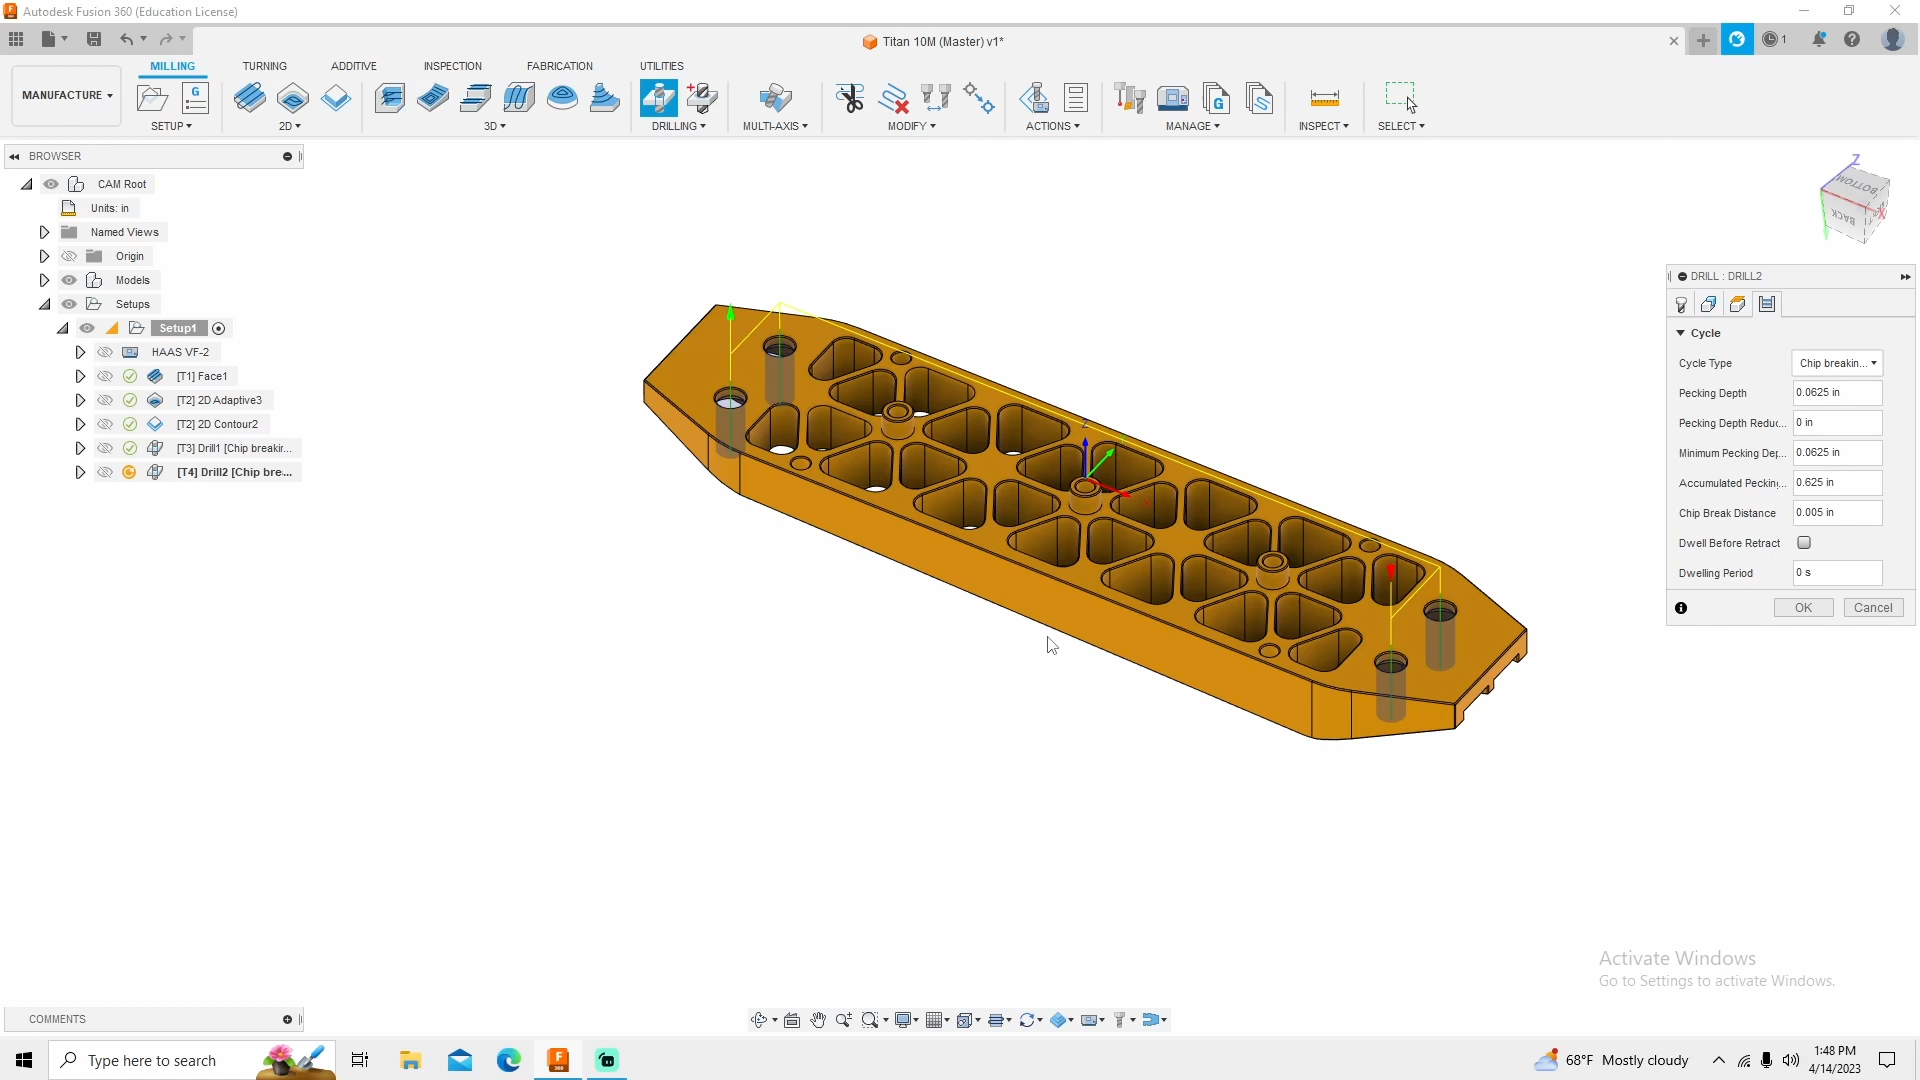 Autodesk Fusion 360 (Education License)
Titan 10M (Master) v1*
1
MANUFACTURE
MILLING TURNING ADDITIVE INSPECTION FABRICATION UTILITIES
SETUP 2D 3D DRILLING MULTI-AXIS MODIFY ACTIONS MANAGE INSPECT SELECT
BROWSER
CAM Root
Units: in
Named Views
Origin
Models
Setups
Setup1
HAAS VF-2
[T1] Face1
[T2] 2D Adaptive3
[T2] 2D Contour2
[T3] Drill1 [Chip breakin...
[T4] Drill2 [Chip bre...
Z
BOTTOM
BACK
X
Z
DRILL : DRILL2
Cycle
Cycle Type Chip breakin...
Pecking Depth 0.0625 in
Pecking Depth Reduc... 0 in
Minimum Pecking Dep... 0.0625 in
Accumulated Pecking... 0.625 in
Chip Break Distance 0.005 in
Dwell Before Retract
Dwelling Period 0 s
OK Cancel
Activate Windows
Go to Settings to activate Windows.
COMMENTS
Type here to search
68°F Mostly cloudy
1:48 PM
4/14/2023